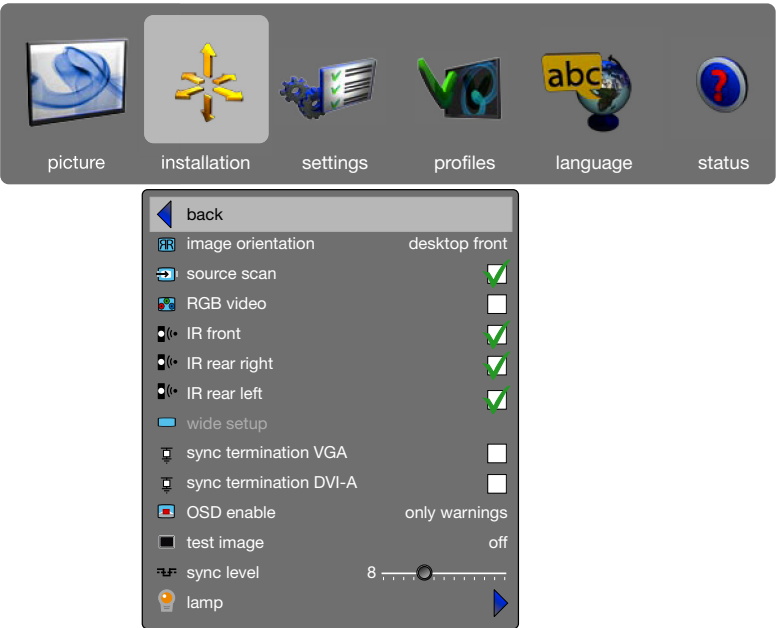 abc
picture installation settings profiles language status
back
image orientation desktop front
source scan
RGB video
IR front
IR rear right
IR rear left
wide setup
sync termination VGA
sync termination DVI-A
OSD enable only warnings
test image off
sync level 8
lamp